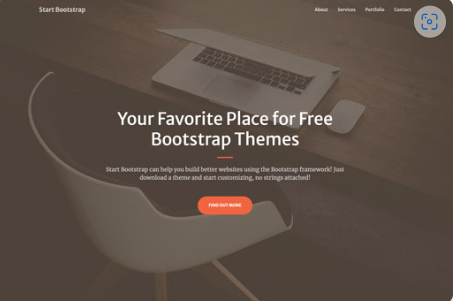 Start Bootstrap
About Services Portfolio Contact
Your Favorite Place for Free
Bootstrap Themes
Start Bootstrap can help you build better websites using the Bootstrap framework! Just
download a theme and start customizing, no strings attached!
FIND OUT MORE